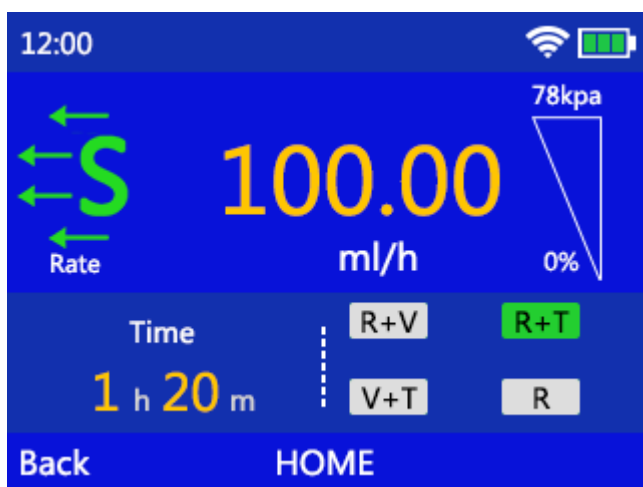 12:00
78kpa
S
100.00
Rate
ml/h
0%
Time
R+V
R+T
1 h 20 m
V+T
R
Back
HOME